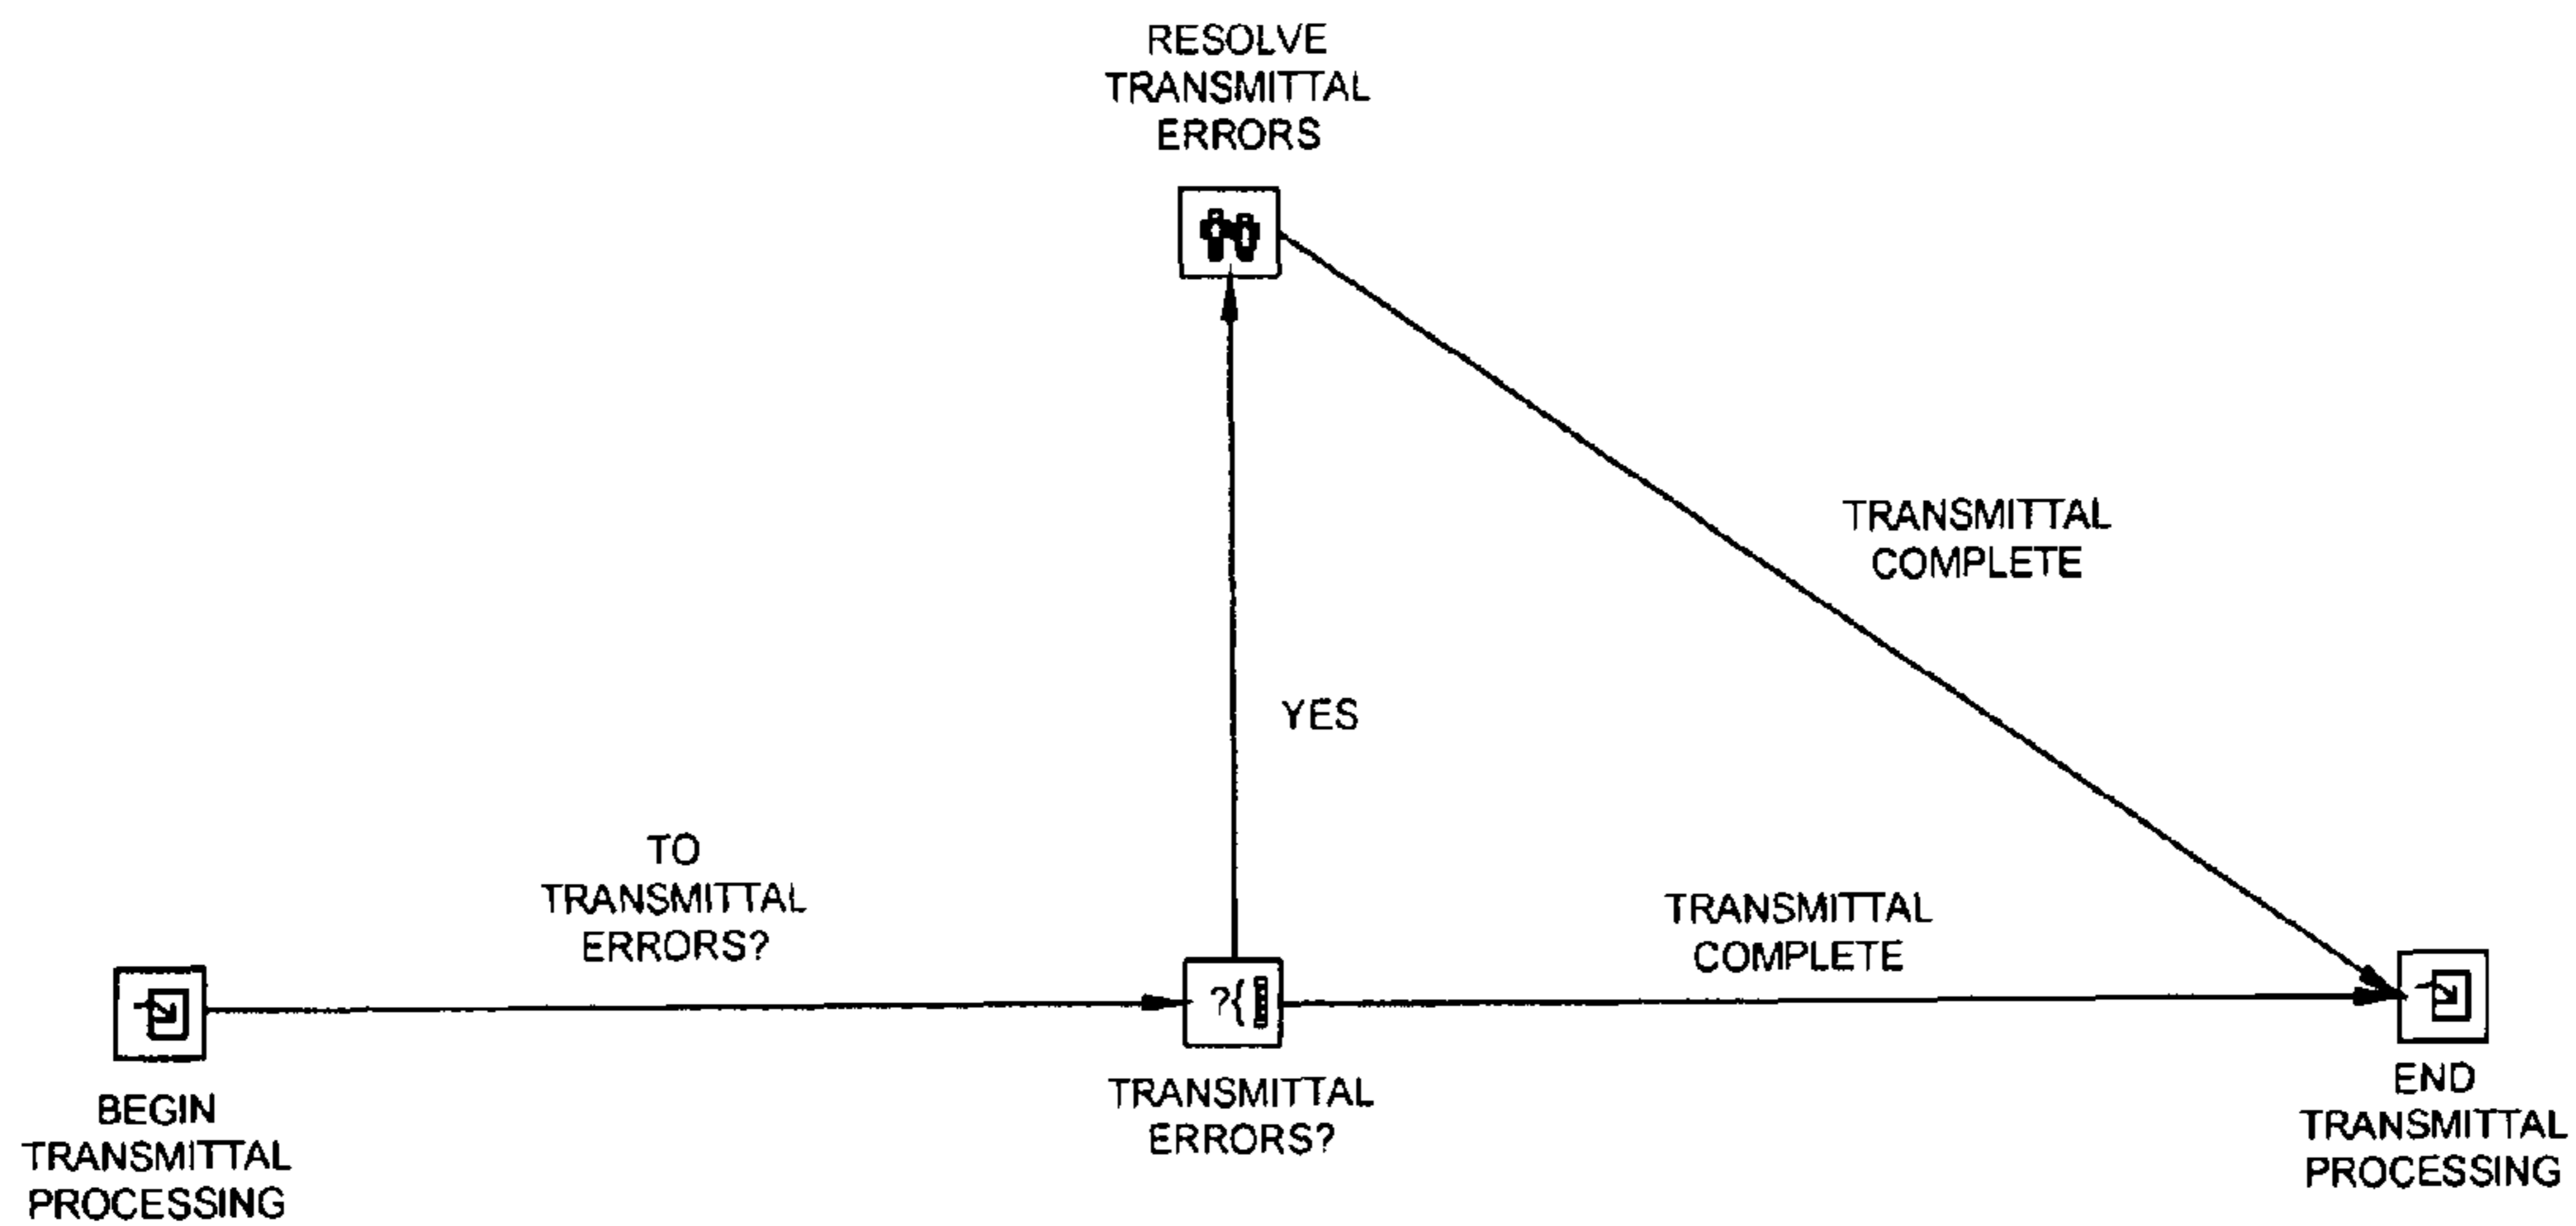 RESOLVE
TRANSMITTAL
ERRORS
TRANSMITTAL
COMPLETE
YES
TO
TRANSMITTAL
ERRORS?
TRANSMITTAL
COMPLETE
?{
BEGIN
TRANSMITTAL
PROCESSING
TRANSMITTAL
ERRORS?
END
TRANSMITTAL
PROCESSING